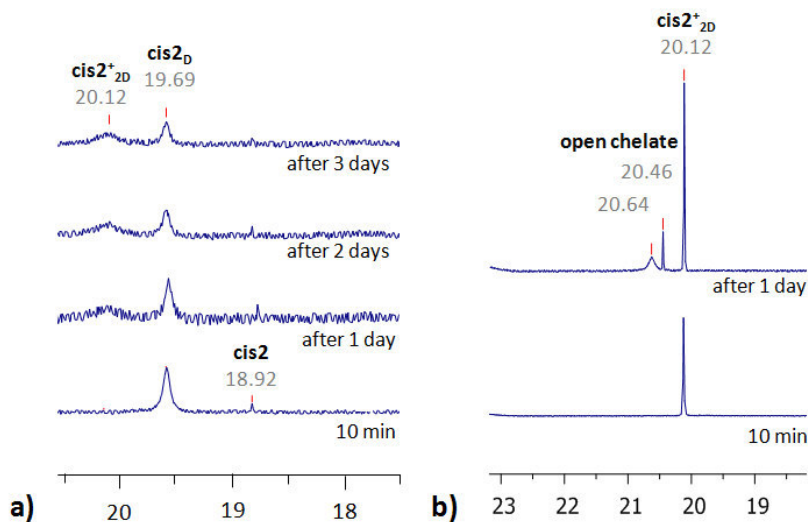 cis2⁺2D
20.12
cis2D
19.69
after 3 days
after 2 days
after 1 day
cis2
18.92
10 min
20 19 18
a)
cis2⁺2D
20.12
open chelate
20.46
20.64
after 1 day
10 min
23 22 21 20 19
b)